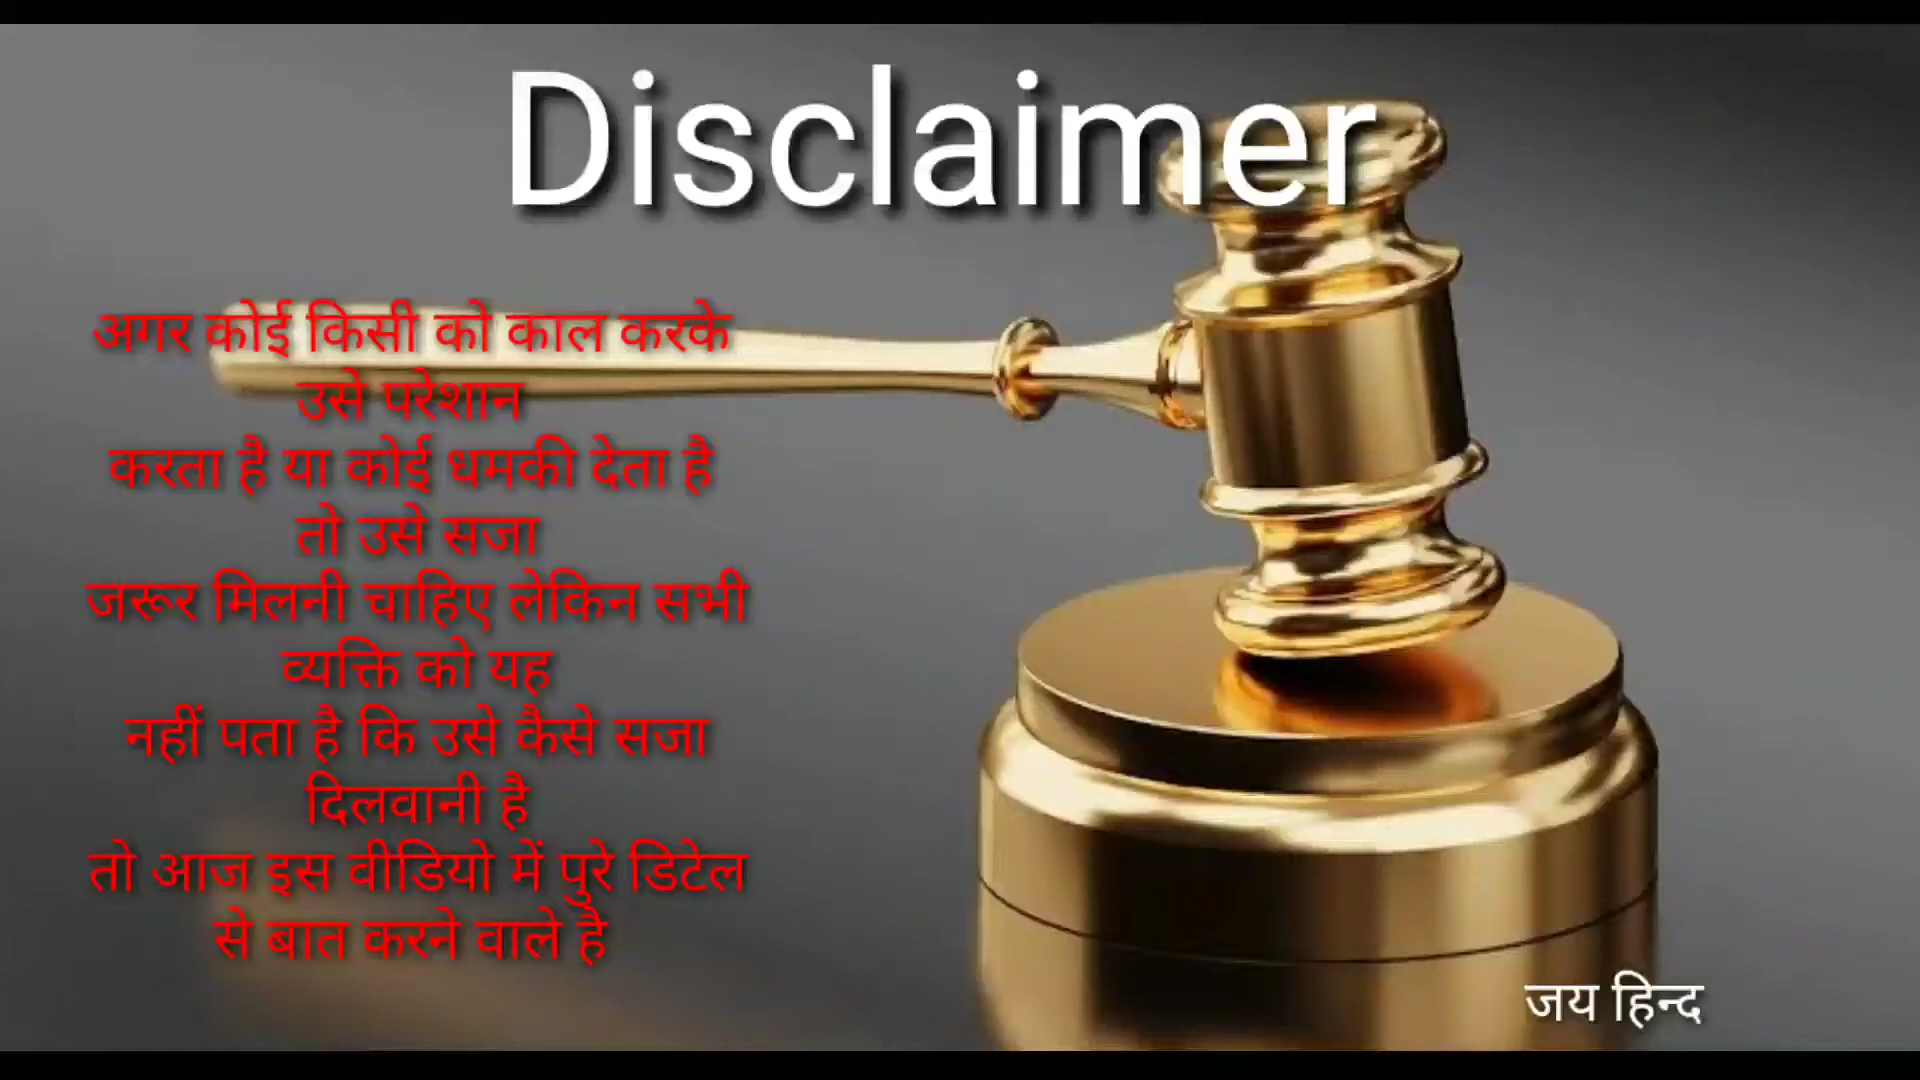 Disclaimer
अगर कोई किसी को काल करके
उसे परेशान
करता है या कोई धमकी देता है
तो उसे सजा
जरूर मिलनी चाहिए लेकिन सभी
व्यक्ति को यह
नहीं पता है कि उसे कैसे सजा
दिलवानी है
तो आज इस वीडियो में पुरे डिटेल
से बात करने वाले है
जय हिन्द